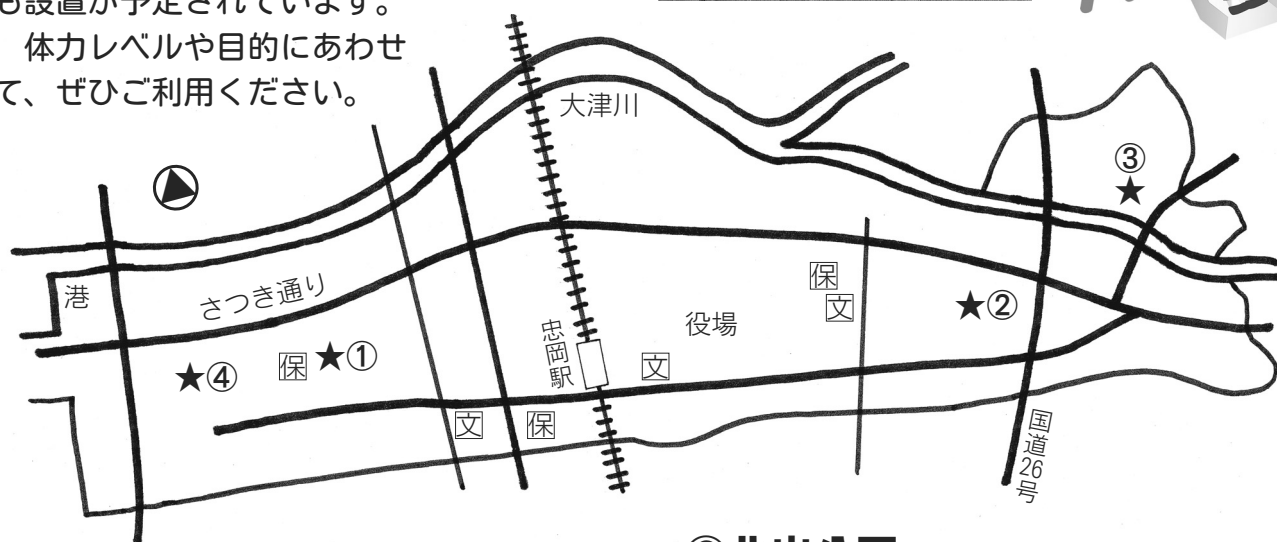 も設置が予定されています。
体力レベルや目的にあわせ
て、ぜひご利用ください。
大津川
③
★
港
さつき通り
保
文
★②
役場
忠岡駅
★④
保
★①
文
文
保
国道26号